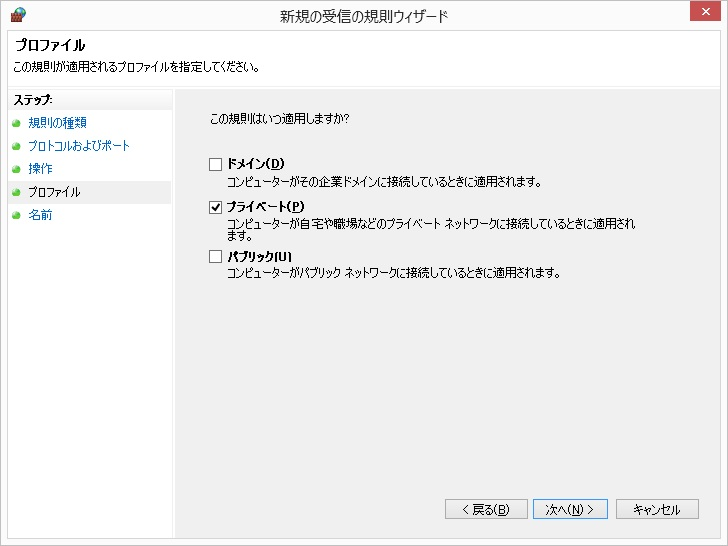 新規の受信の規則ウィザード
プロファイル
この規則が適用されるプロファイルを指定してください。
ステップ:
規則の種類
プロトコルおよびポート
操作
プロファイル
名前
この規則はいつ適用しますか?
ドメイン(D)
コンピューターがその企業ドメインに接続しているときに適用されます。
プライベート(P)
コンピューターが自宅や職場などのプライベート ネットワークに接続しているときに適用され
ます。
パブリック(U)
コンピューターがパブリック ネットワークに接続しているときに適用されます。
< 戻る(B)
次へ(N) >
キャンセル